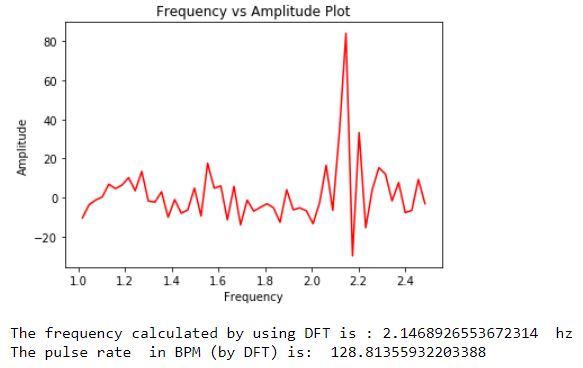 Frequency vs Amplitude Plot
80
60
40
20
0
−20
Amplitude
1.0 1.2 1.4 1.6 1.8 2.0 2.2 2.4
Frequency
The frequency calculated by using DFT is : 2.1468926553672314  hz
The pulse rate  in BPM (by DFT) is:  128.81355932203388